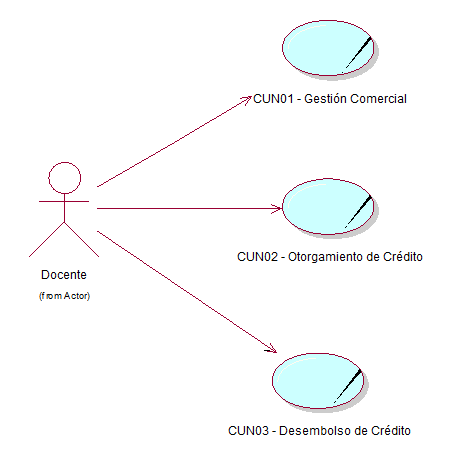 CUN01 - Gestión Comercial
Docente
(from Actor)
CUN02 - Otorgamiento de Crédito
CUN03 - Desembolso de Crédito